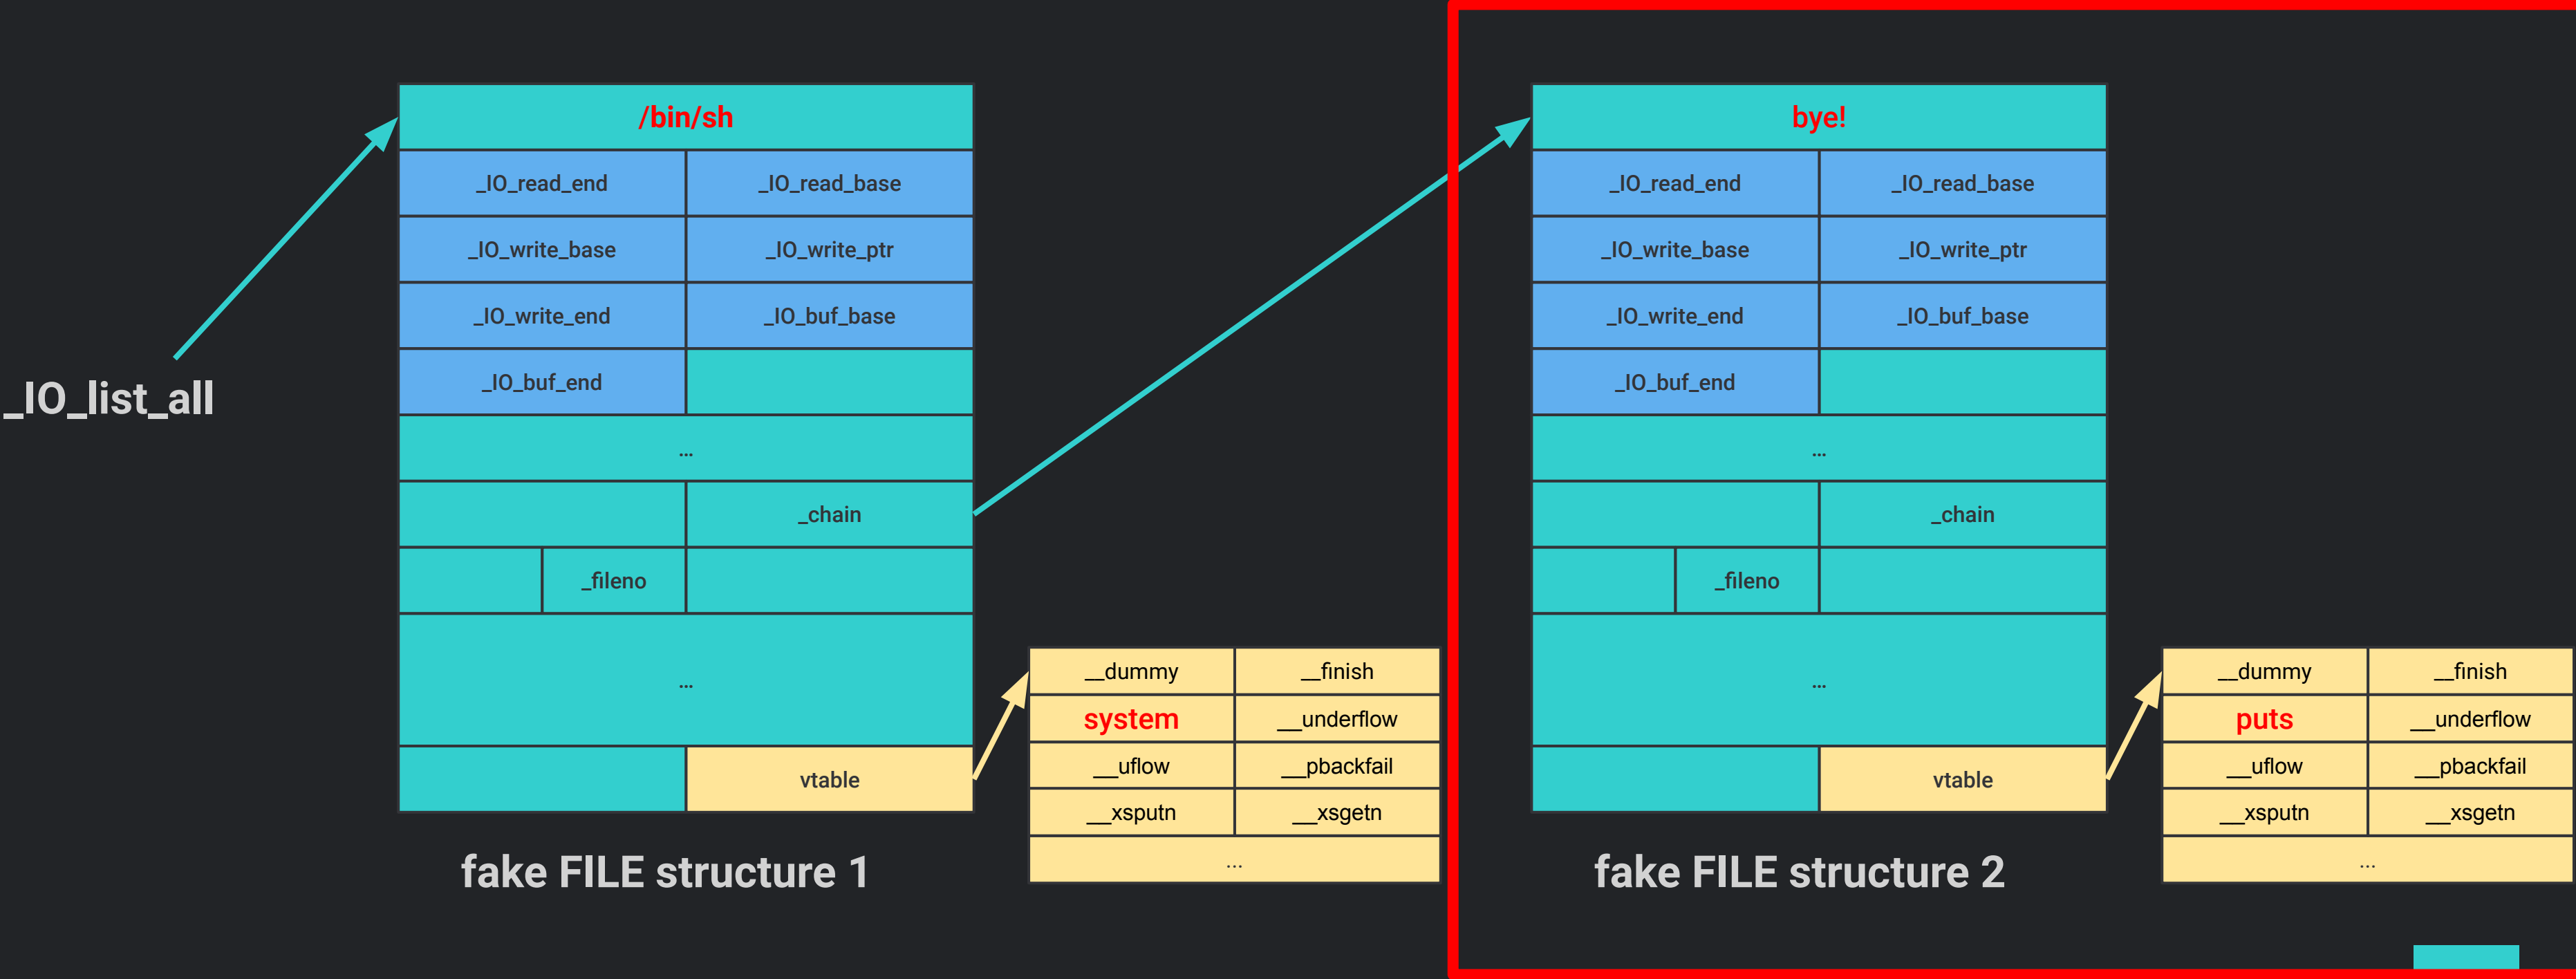 _IO_list_all
/bin/sh
_IO_read_end _IO_read_base
_IO_write_base _IO_write_ptr
_IO_write_end _IO_buf_base
_IO_buf_end
...
_chain
_fileno
...
vtable
fake FILE structure 1
__dummy __finish
system __underflow
__uflow __pbackfail
__xsputn __xsgetn
...
bye!
_IO_read_end _IO_read_base
_IO_write_base _IO_write_ptr
_IO_write_end _IO_buf_base
_IO_buf_end
...
_chain
_fileno
...
vtable
fake FILE structure 2
__dummy __finish
puts __underflow
__uflow __pbackfail
__xsputn __xsgetn
...